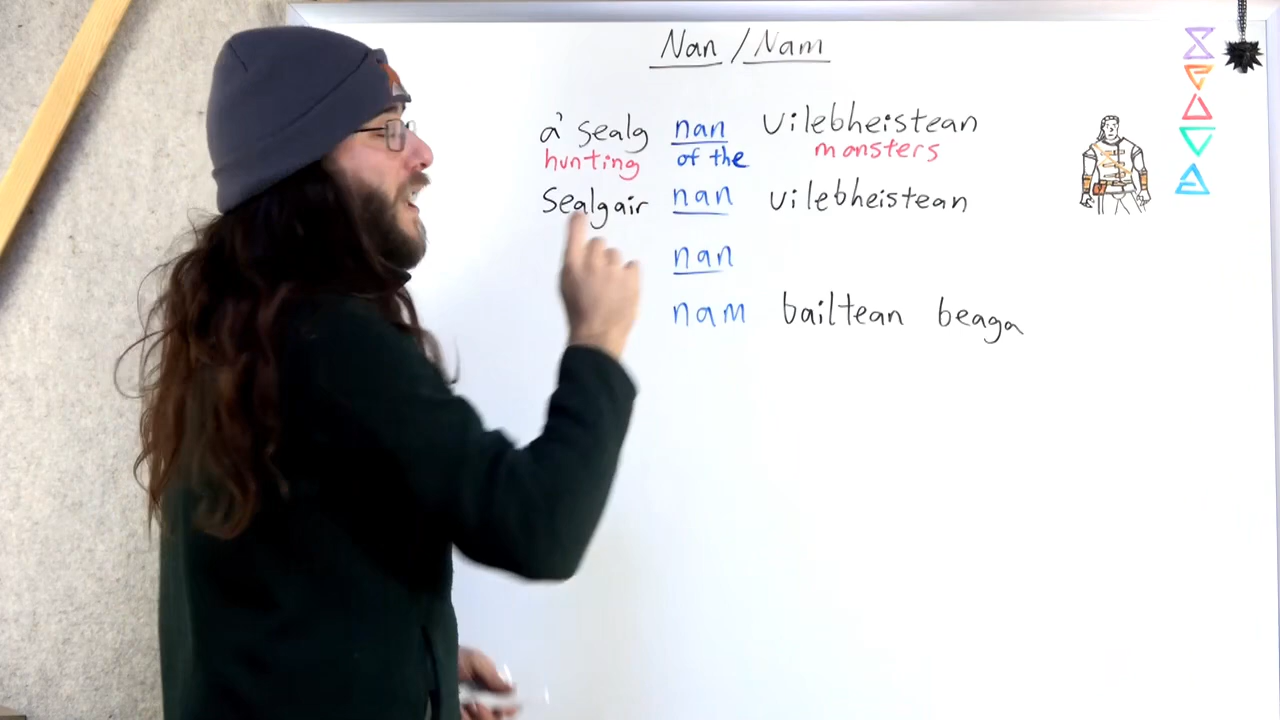 Nan / Nam
a' sealg nan uilebheistean
hunting of the monsters
Sealgair nan uilebheistean
nan
nam bailtean beaga